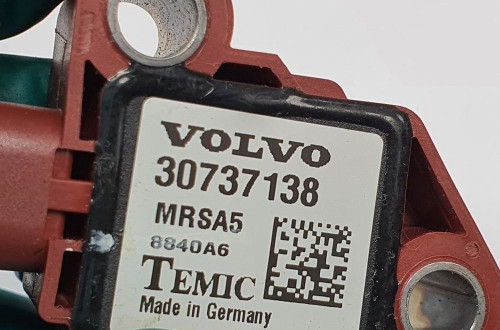 VOLVO
30737138
MRSA5
8840A6
TEMIC
Made in Germany